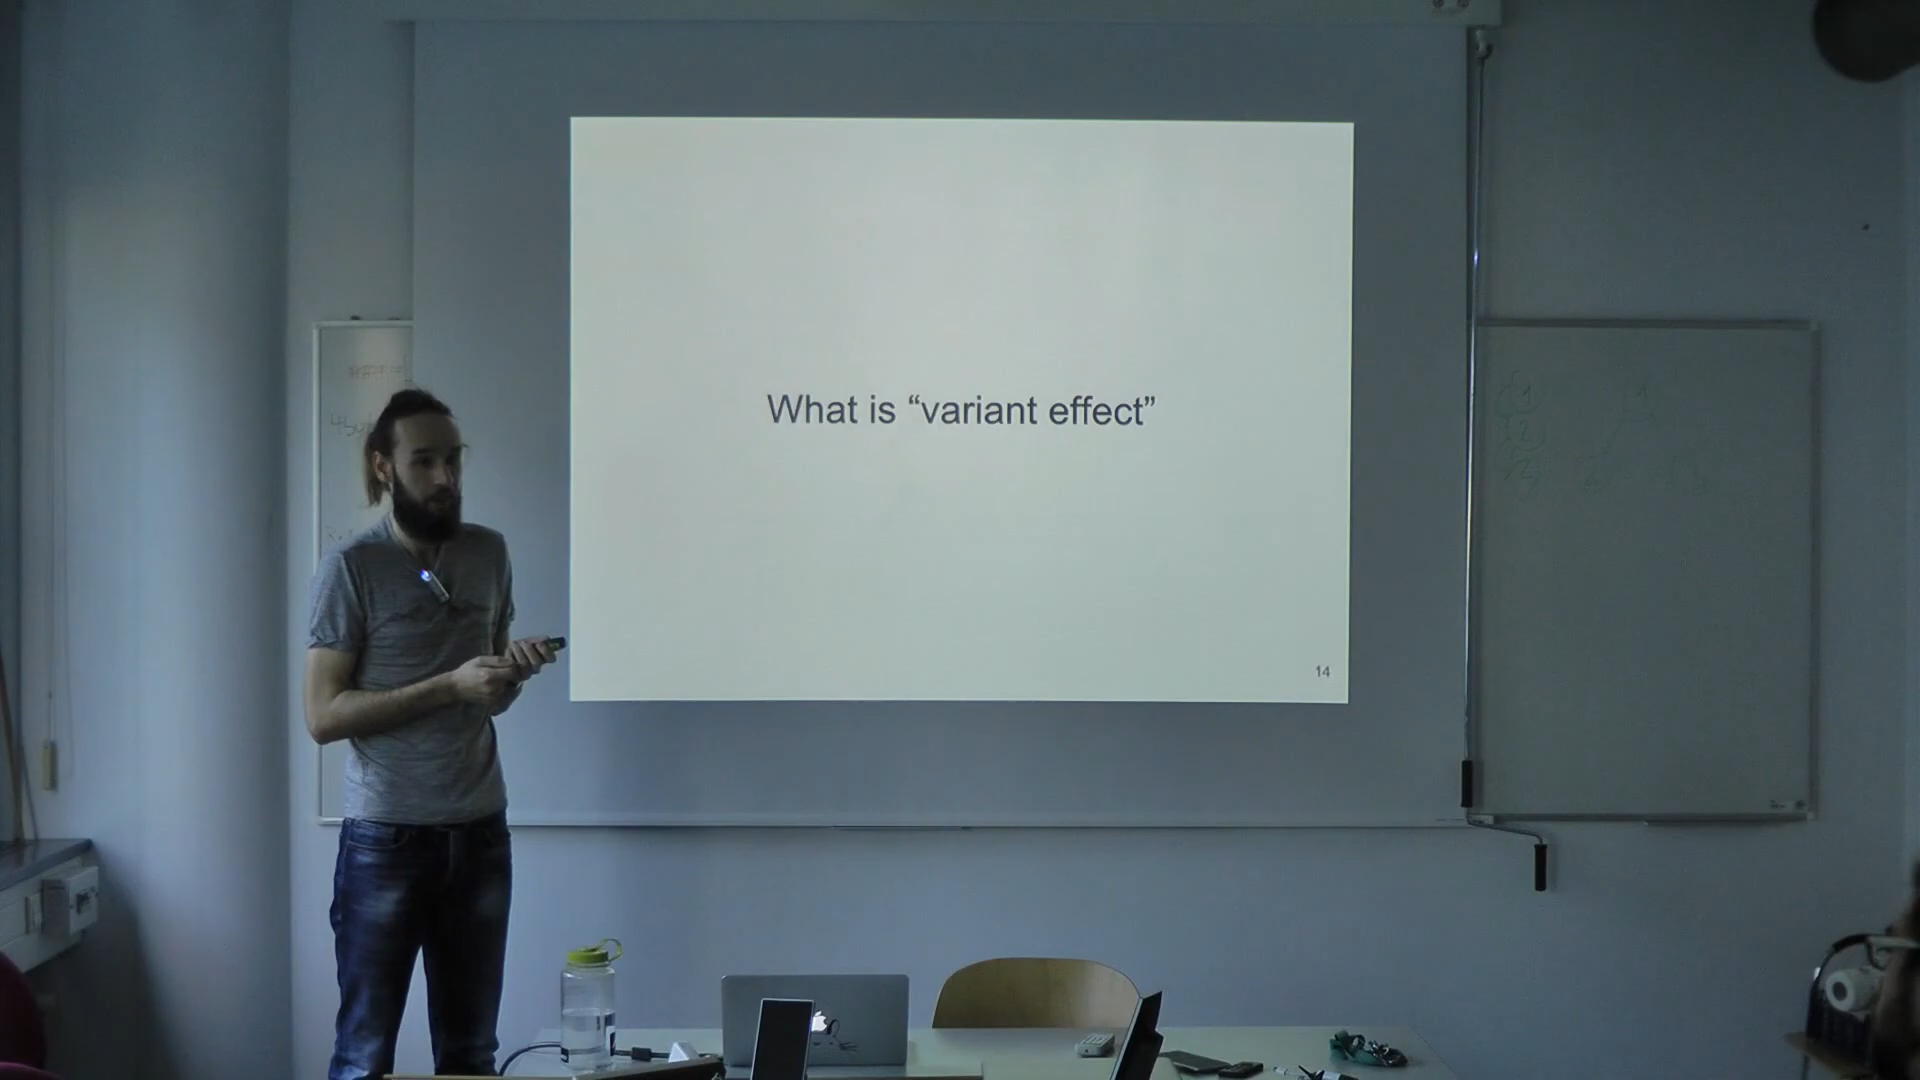 What is “variant effect”
14